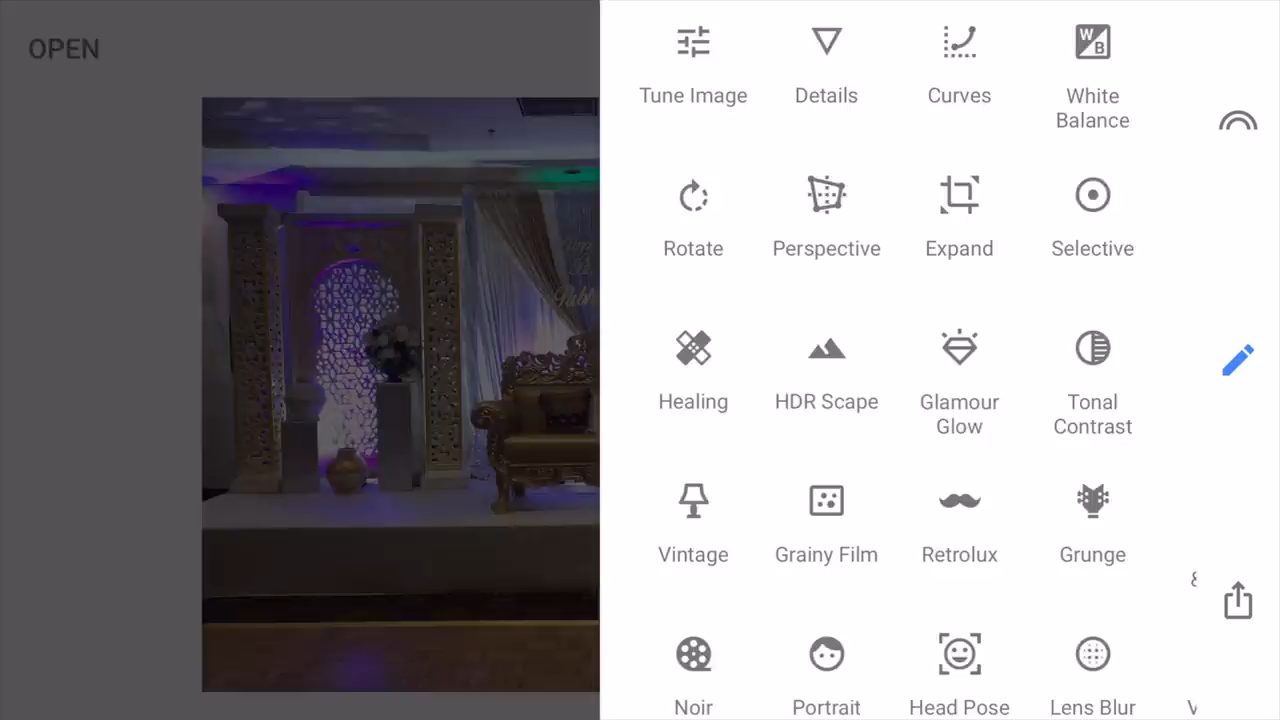 OPEN
Tune Image
Details
Curves
White
Balance
Rotate
Perspective
Expand
Selective
Healing
HDR Scape
Glamour
Glow
Tonal
Contrast
Vintage
Grainy Film
Retrolux
Grunge
Noir
Portrait
Head Pose
Lens Blur